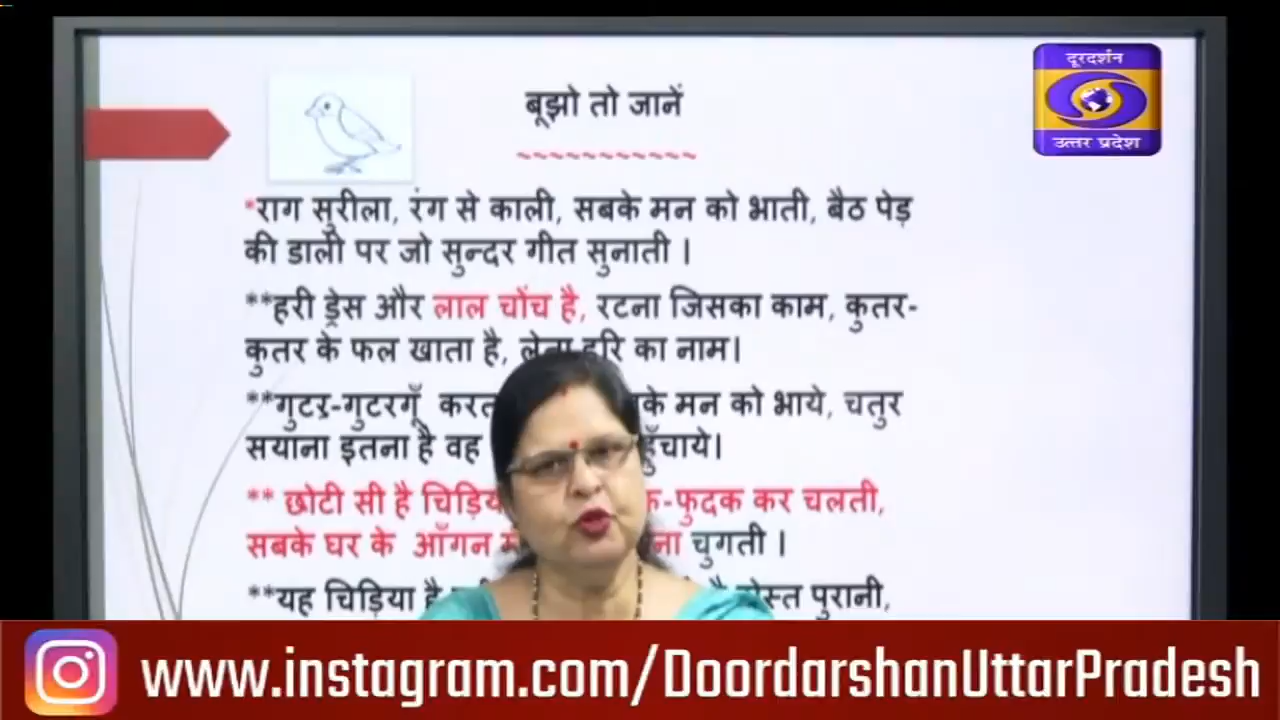 बूझो तो जानें
दूरदर्शन
उत्तर प्रदेश
*राग सुरीला, रंग से काली, सबके मन को भाती, बैठ पेड़
की डाली पर जो सुन्दर गीत सुनाती ।
**हरी ड्रेस और लाल चोंच है, रटना जिसका काम, कुतर-
कुतर के फल खाता है, लेता हरि का नाम।
**गुटर-गुटरगूँ के मन को भाये, चतुर
सयाना इतना है वह
** छोटी सी है फुदक कर चलती,
सबके घर के आँगन चुगती ।
**यह चिड़िया है पुरानी,
www.instagram.com/DoordarshanUttarPradesh